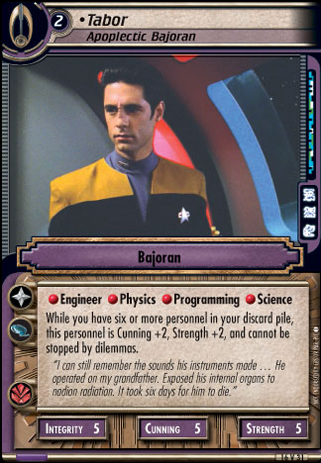 2 •Tabor
Apoplectic Bajoran
Bajoran
Engineer Physics Programming Science
While you have six or more personnel in your discard pile,
this personnel is Cunning +2, Strength +2, and cannot be
stopped by dilemmas.
"I can still remember the sounds his instruments made … He
operated on my grandfather. Exposed his internal organs to
nadion radiation. It took six days for him to die."
INTEGRITY 5 CUNNING 5 STRENGTH 5